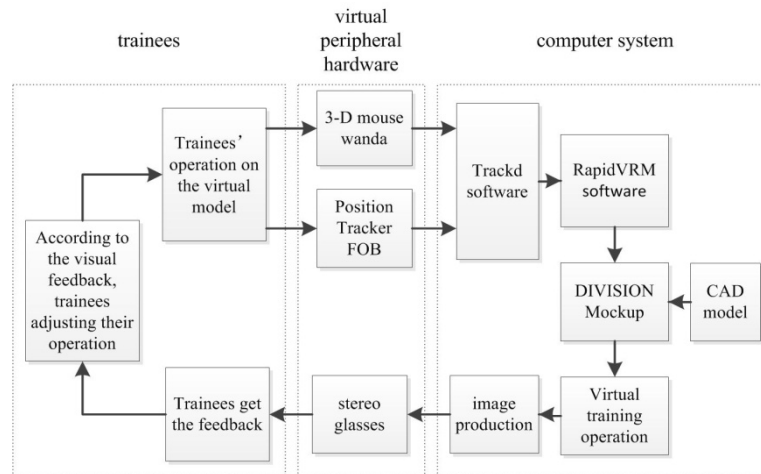 trainees
virtual
peripheral
hardware
computer system
Trainees’
operation on
the virtual
model
3-D mouse
wanda
Position
Tracker
FOB
Trackd
software
RapidVRM
software
According to
the visual
feedback,
trainees
adjusting their
operation
DIVISION
Mockup
CAD
model
Trainees get
the feedback
stereo
glasses
image
production
Virtual
training
operation